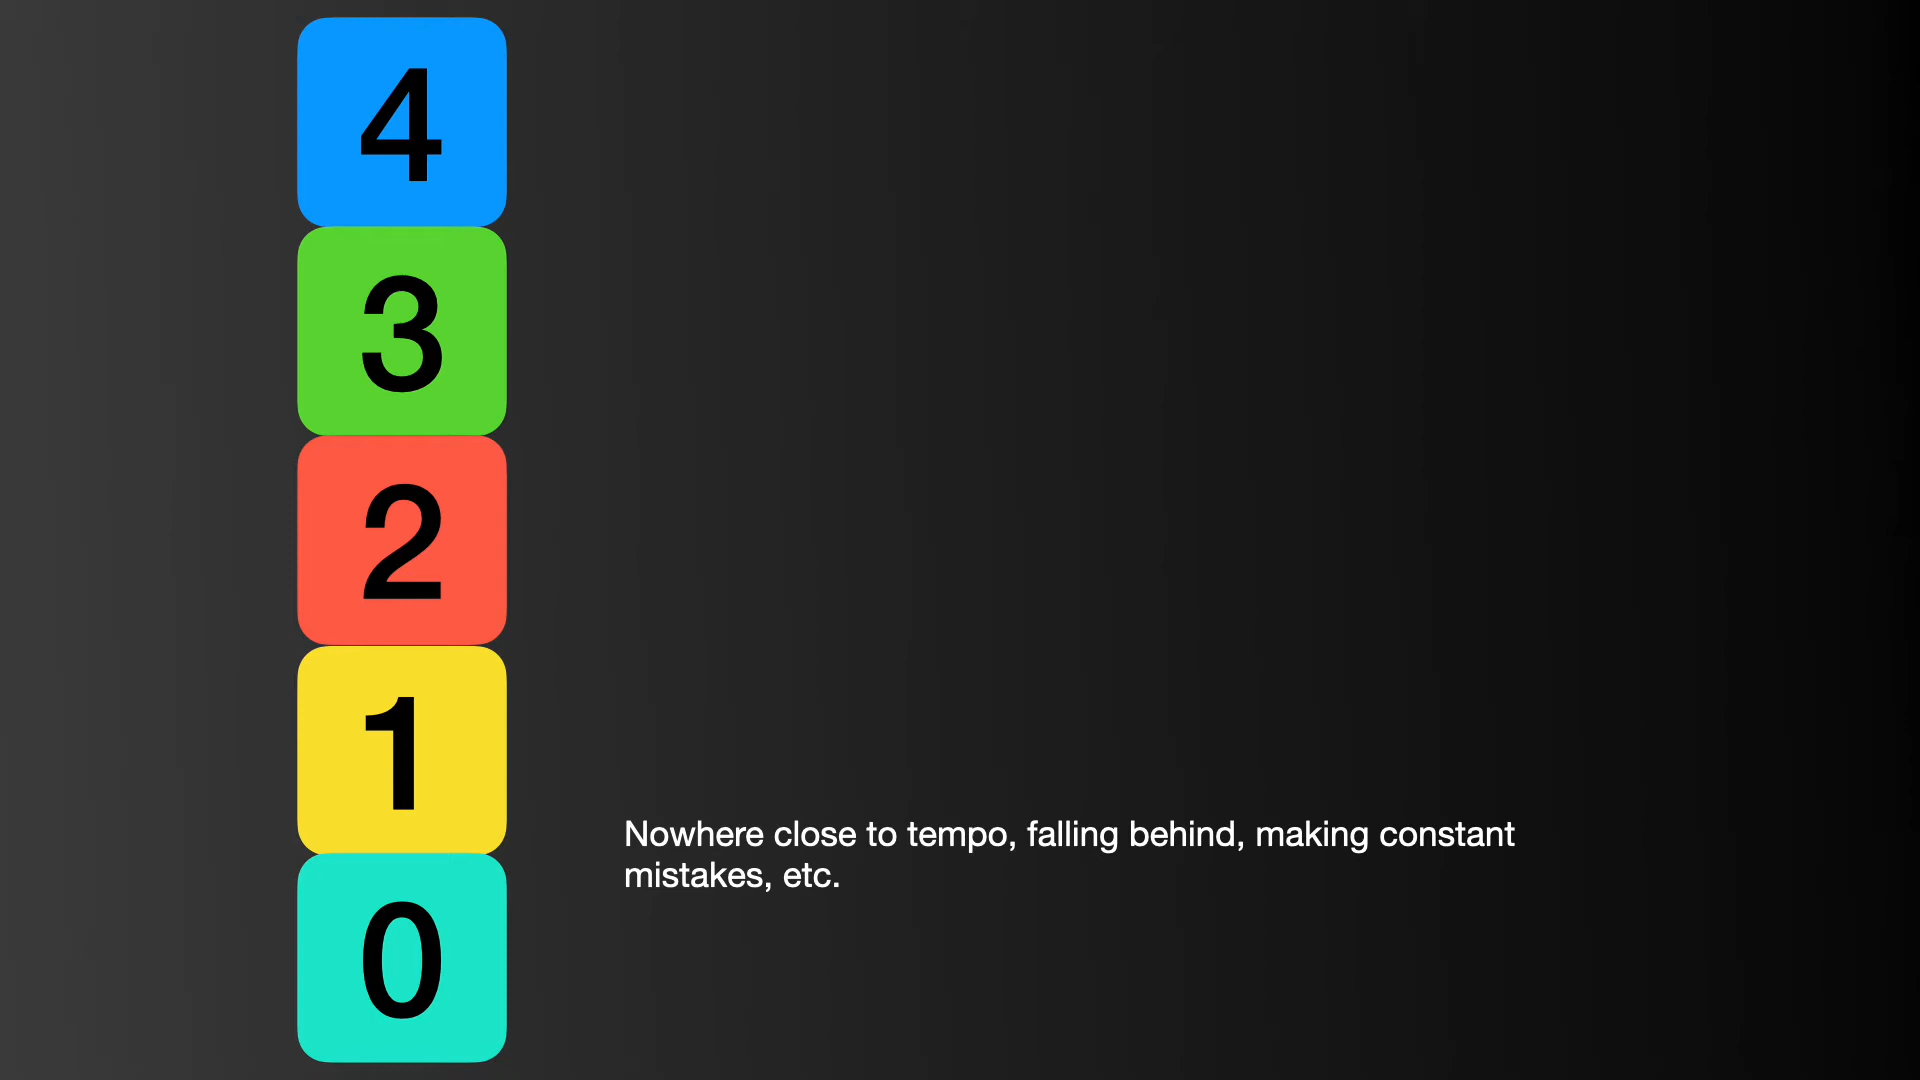 4
3
2
1
Nowhere close to tempo, falling behind, making constant
mistakes, etc.
0